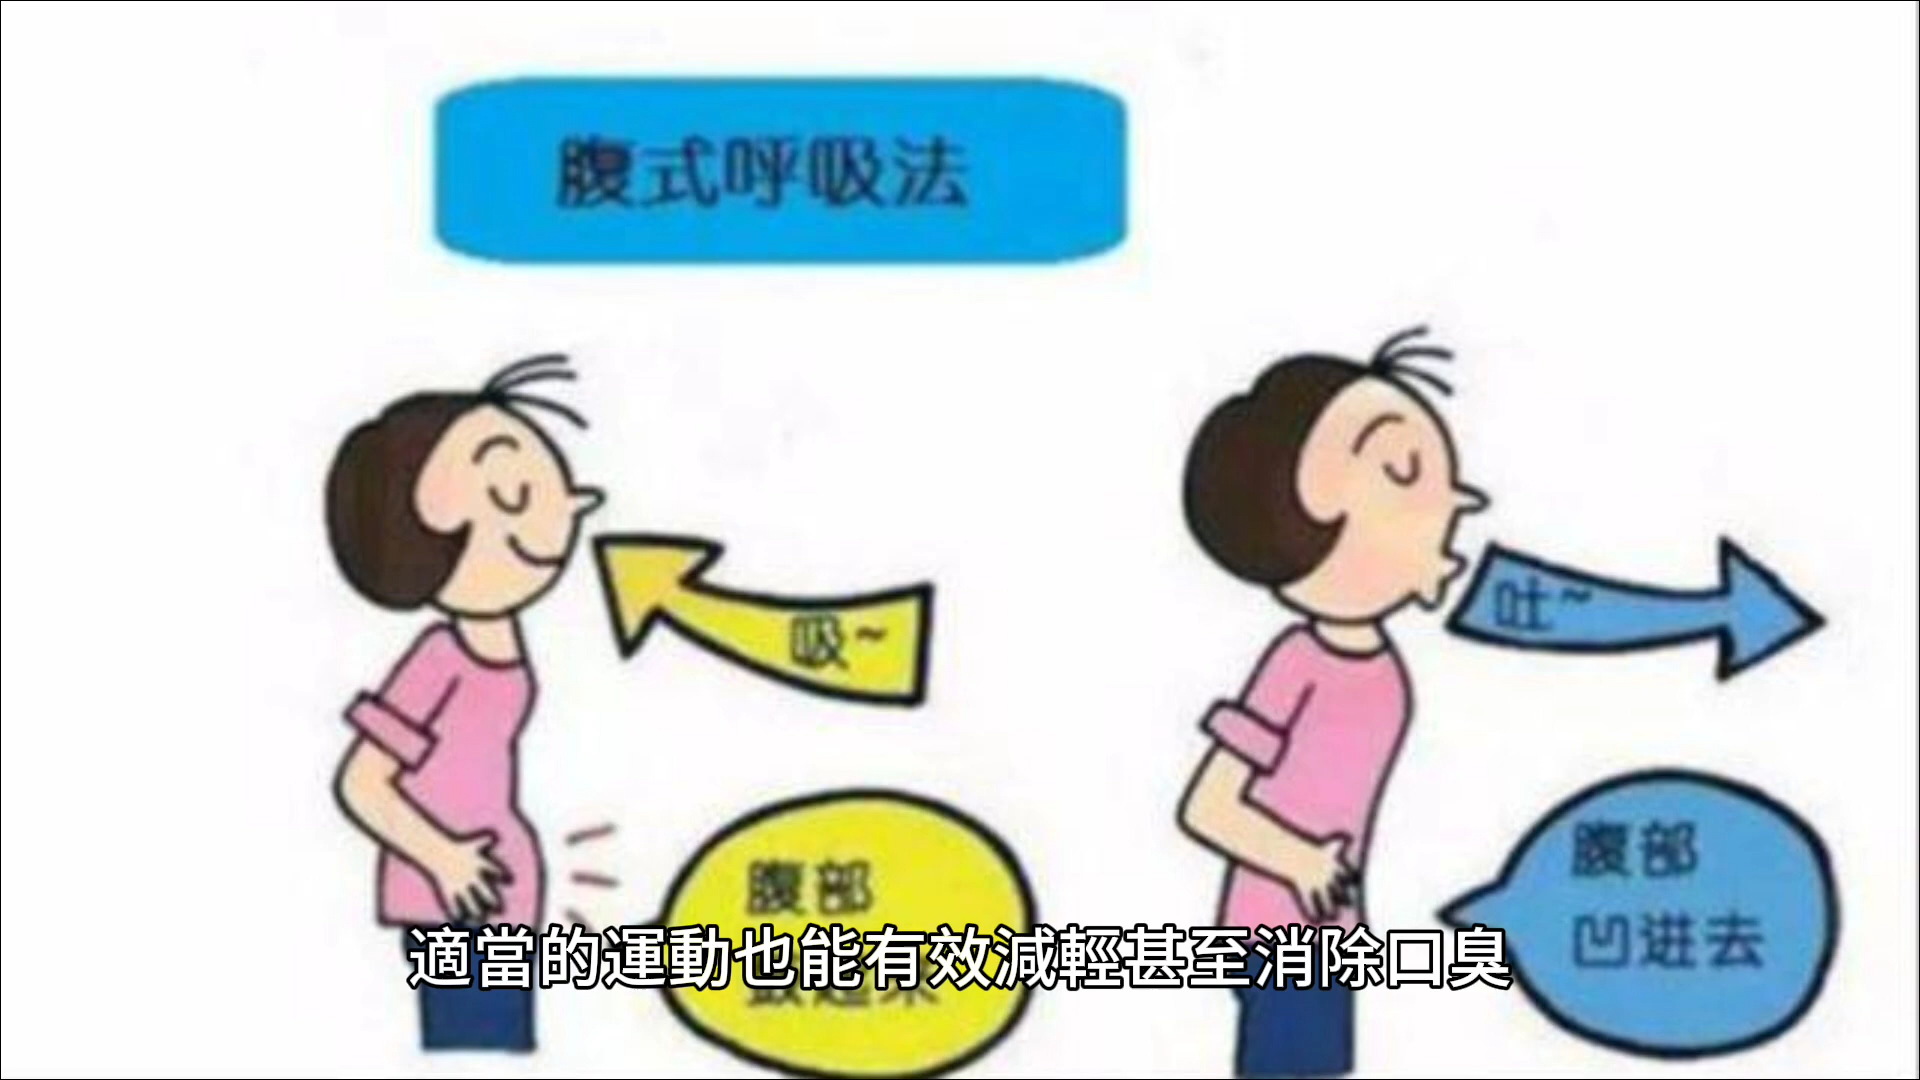 腹式呼吸法
吸~
吐~
腹部
腹部
凹进去
適當的運動也能有效減輕甚至消除口臭